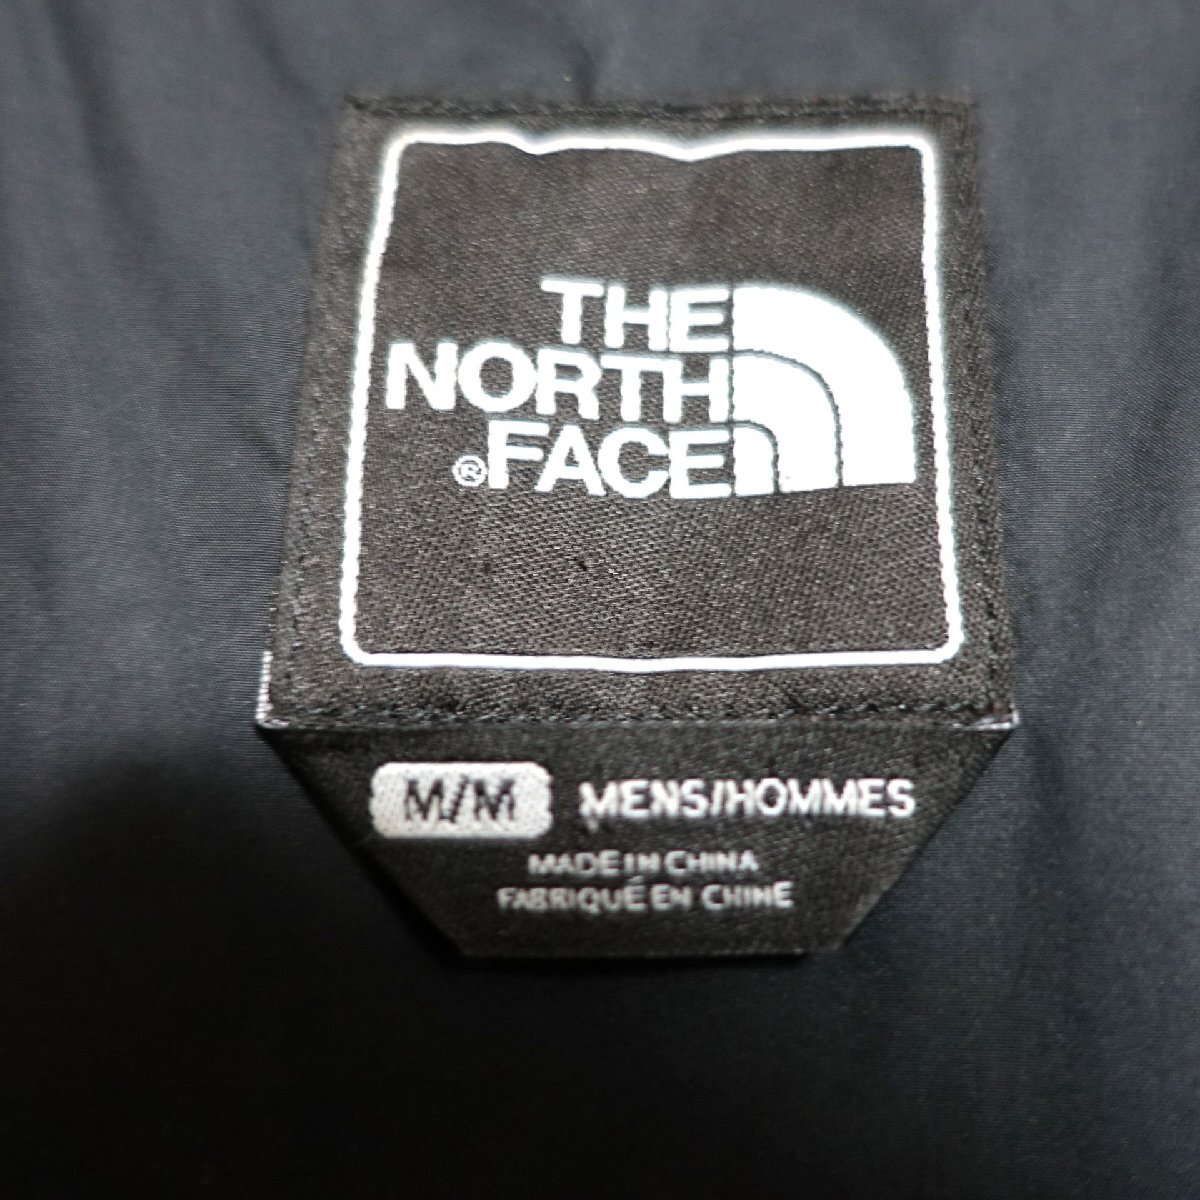 THE
NORTH
®FACE
M/M MENS/HOMMES
MADE IN CHINA
FABRIQUÉ EN CHINE